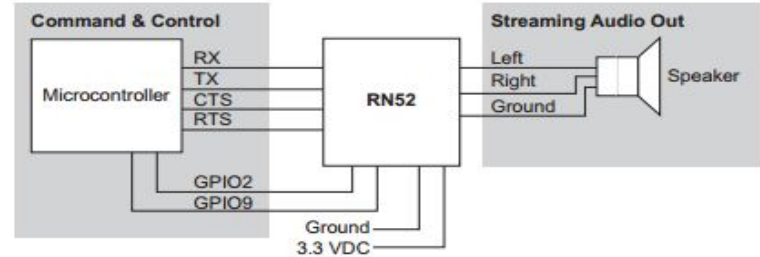 Command & Control
Streaming Audio Out
Microcontroller
RX
TX
CTS
RTS
RN52
Left
Right
Ground
Speaker
GPIO2
GPIO9
Ground
3.3 VDC